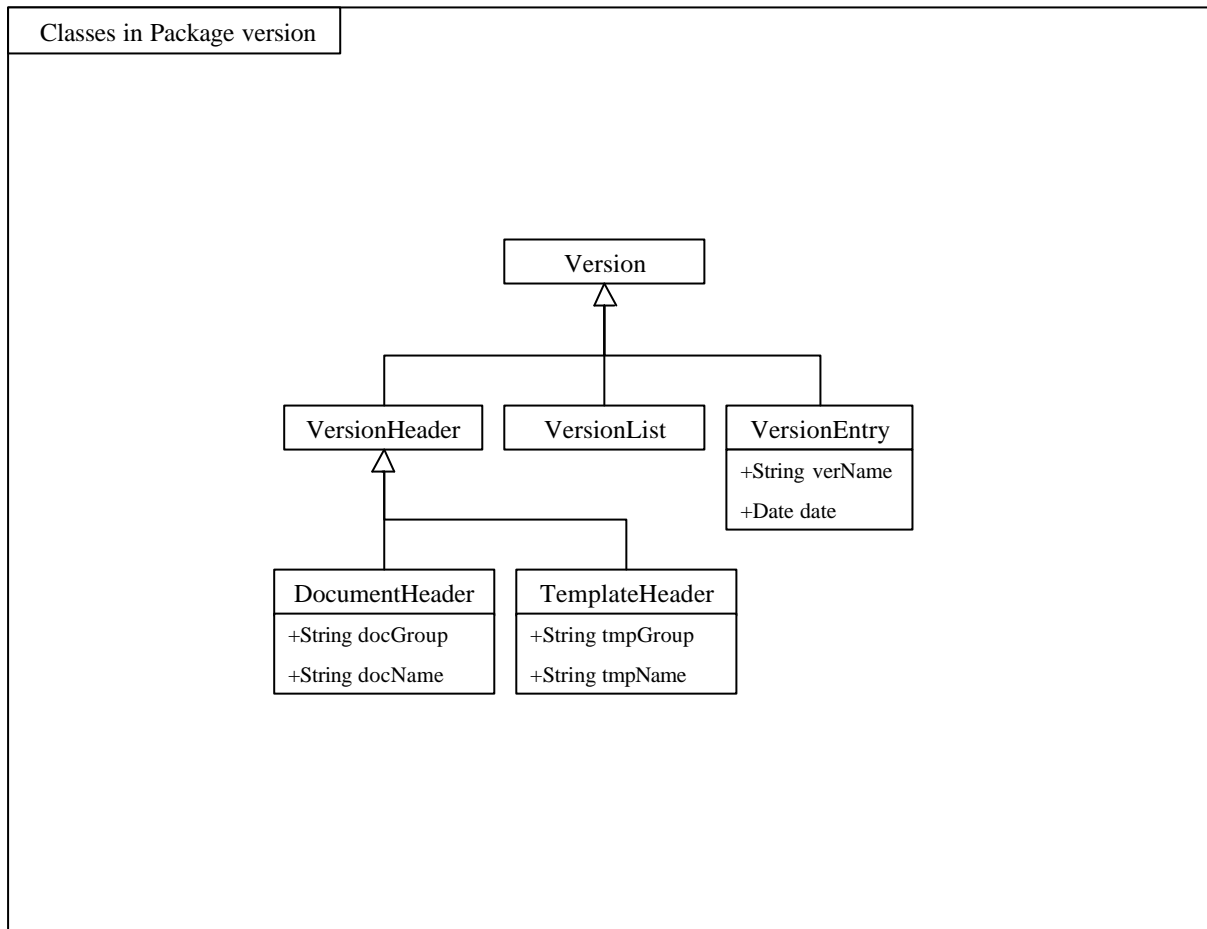 Classes in Package version
Version
VersionHeader
VersionList
VersionEntry
+String verName
+Date date
DocumentHeader
+String docGroup
+String docName
TemplateHeader
+String tmpGroup
+String tmpName